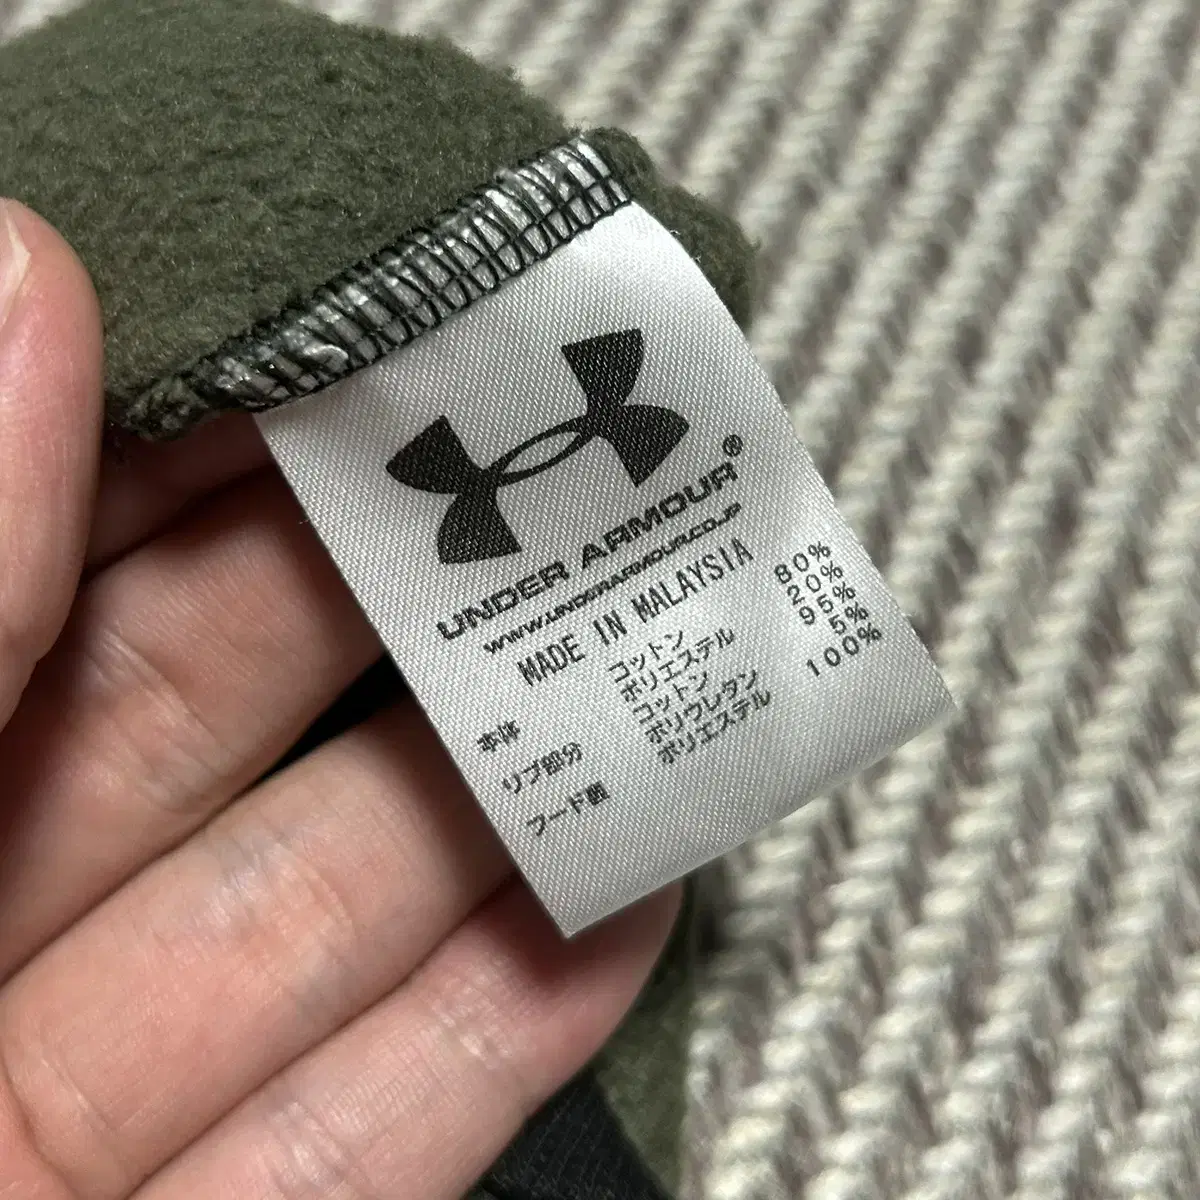 UNDER ARMOUR®
WWW.UNDERARMOUR.CO.JP
MADE IN MALAYSIA
本体 コットン 80%
ポリエステル 20%
リブ部分 コットン 95%
ポリウレタン 5%
フード裏 ポリエステル 100%